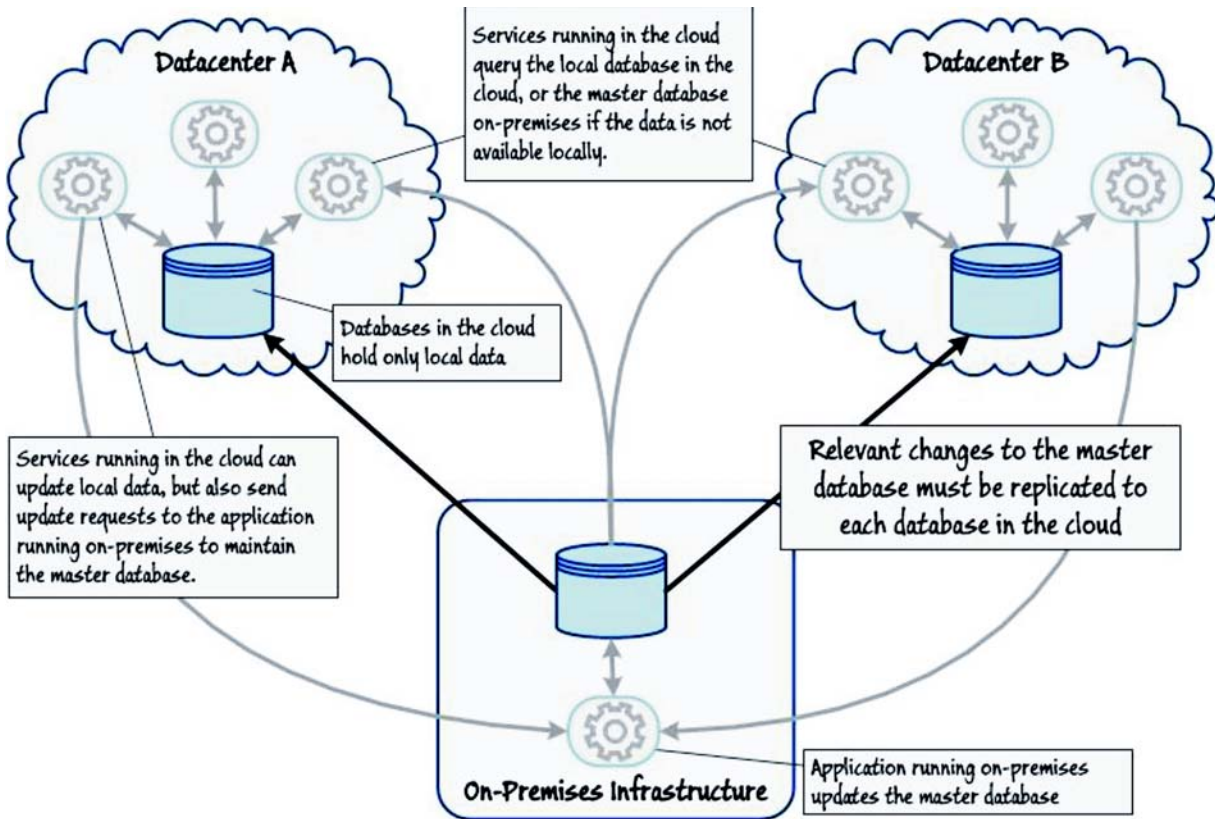 Datacenter A
Services running in the cloud
query the local database in the
cloud, or the master database
on-premises if the data is not
available locally.
Datacenter B
Databases in the cloud
hold only local data
Services running in the cloud can
update local data, but also send
update requests to the application
running on-premises to maintain
the master database.
Relevant changes to the master
database must be replicated to
each database in the cloud
On-Premises Infrastructure
Application running on-premises
updates the master database